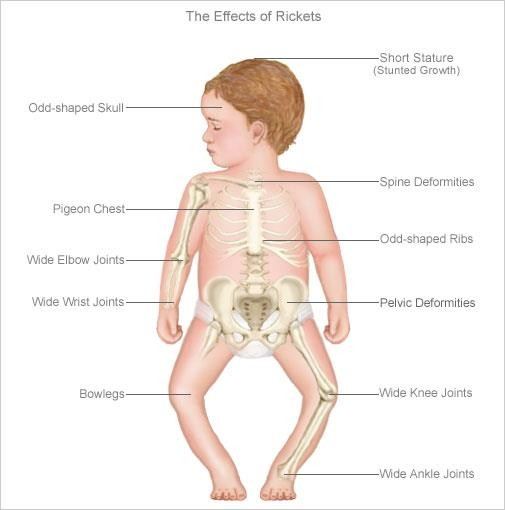 The Effects of Rickets
Short Stature
(Stunted Growth)
Odd-shaped Skull
Spine Deformities
Pigeon Chest
Odd-shaped Ribs
Wide Elbow Joints
Wide Wrist Joints
Pelvic Deformities
Bowlegs
Wide Knee Joints
Wide Ankle Joints